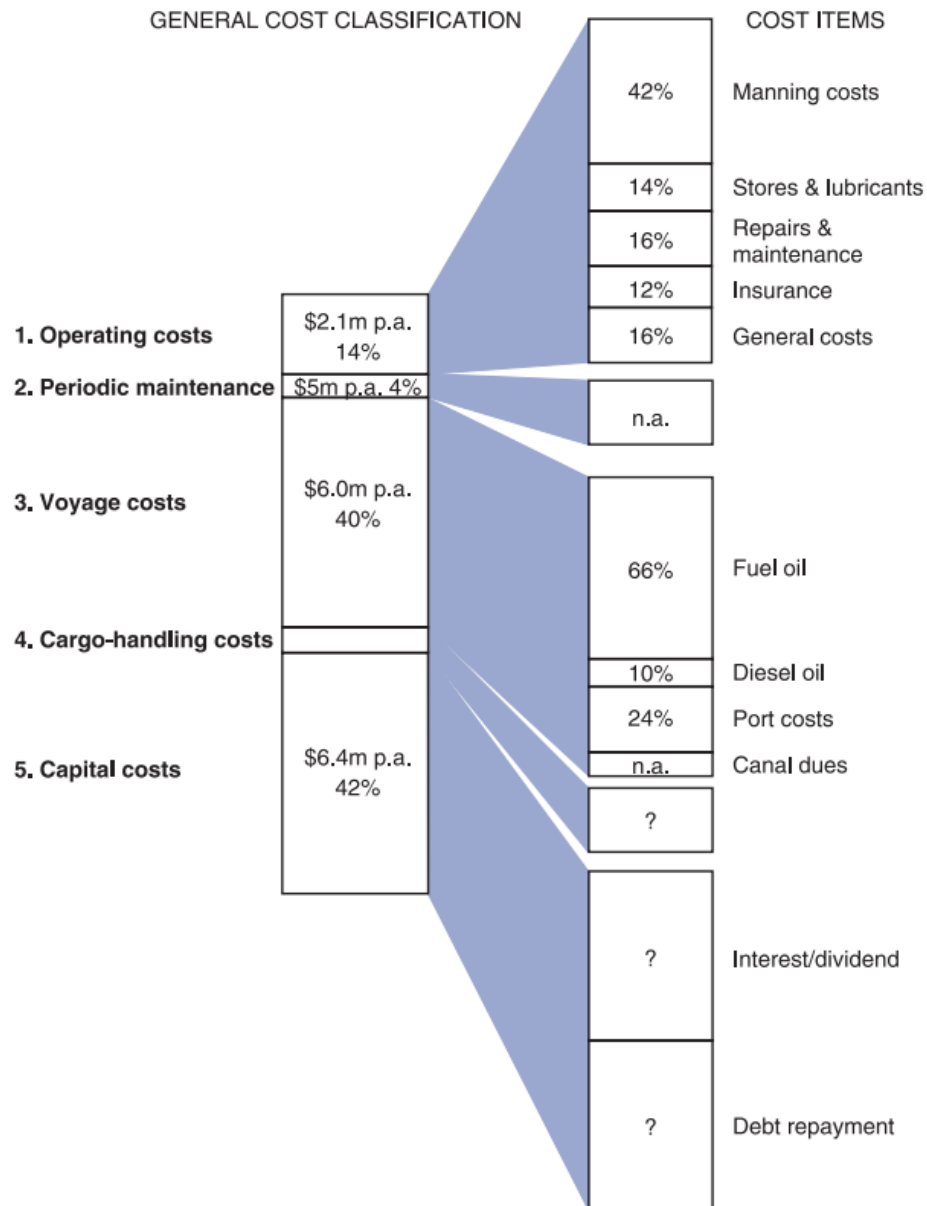 GENERAL COST CLASSIFICATION
COST ITEMS
42%
Manning costs
14%
Stores & lubricants
16%
Repairs &
maintenance
12%
Insurance
16%
General costs
1. Operating costs
$2.1m p.a.
14%
2. Periodic maintenance
$5m p.a. 4%
n.a.
3. Voyage costs
$6.0m p.a.
40%
66%
Fuel oil
10%
Diesel oil
24%
Port costs
n.a.
Canal dues
4. Cargo-handling costs
?
5. Capital costs
$6.4m p.a.
42%
?
Interest/dividend
?
Debt repayment